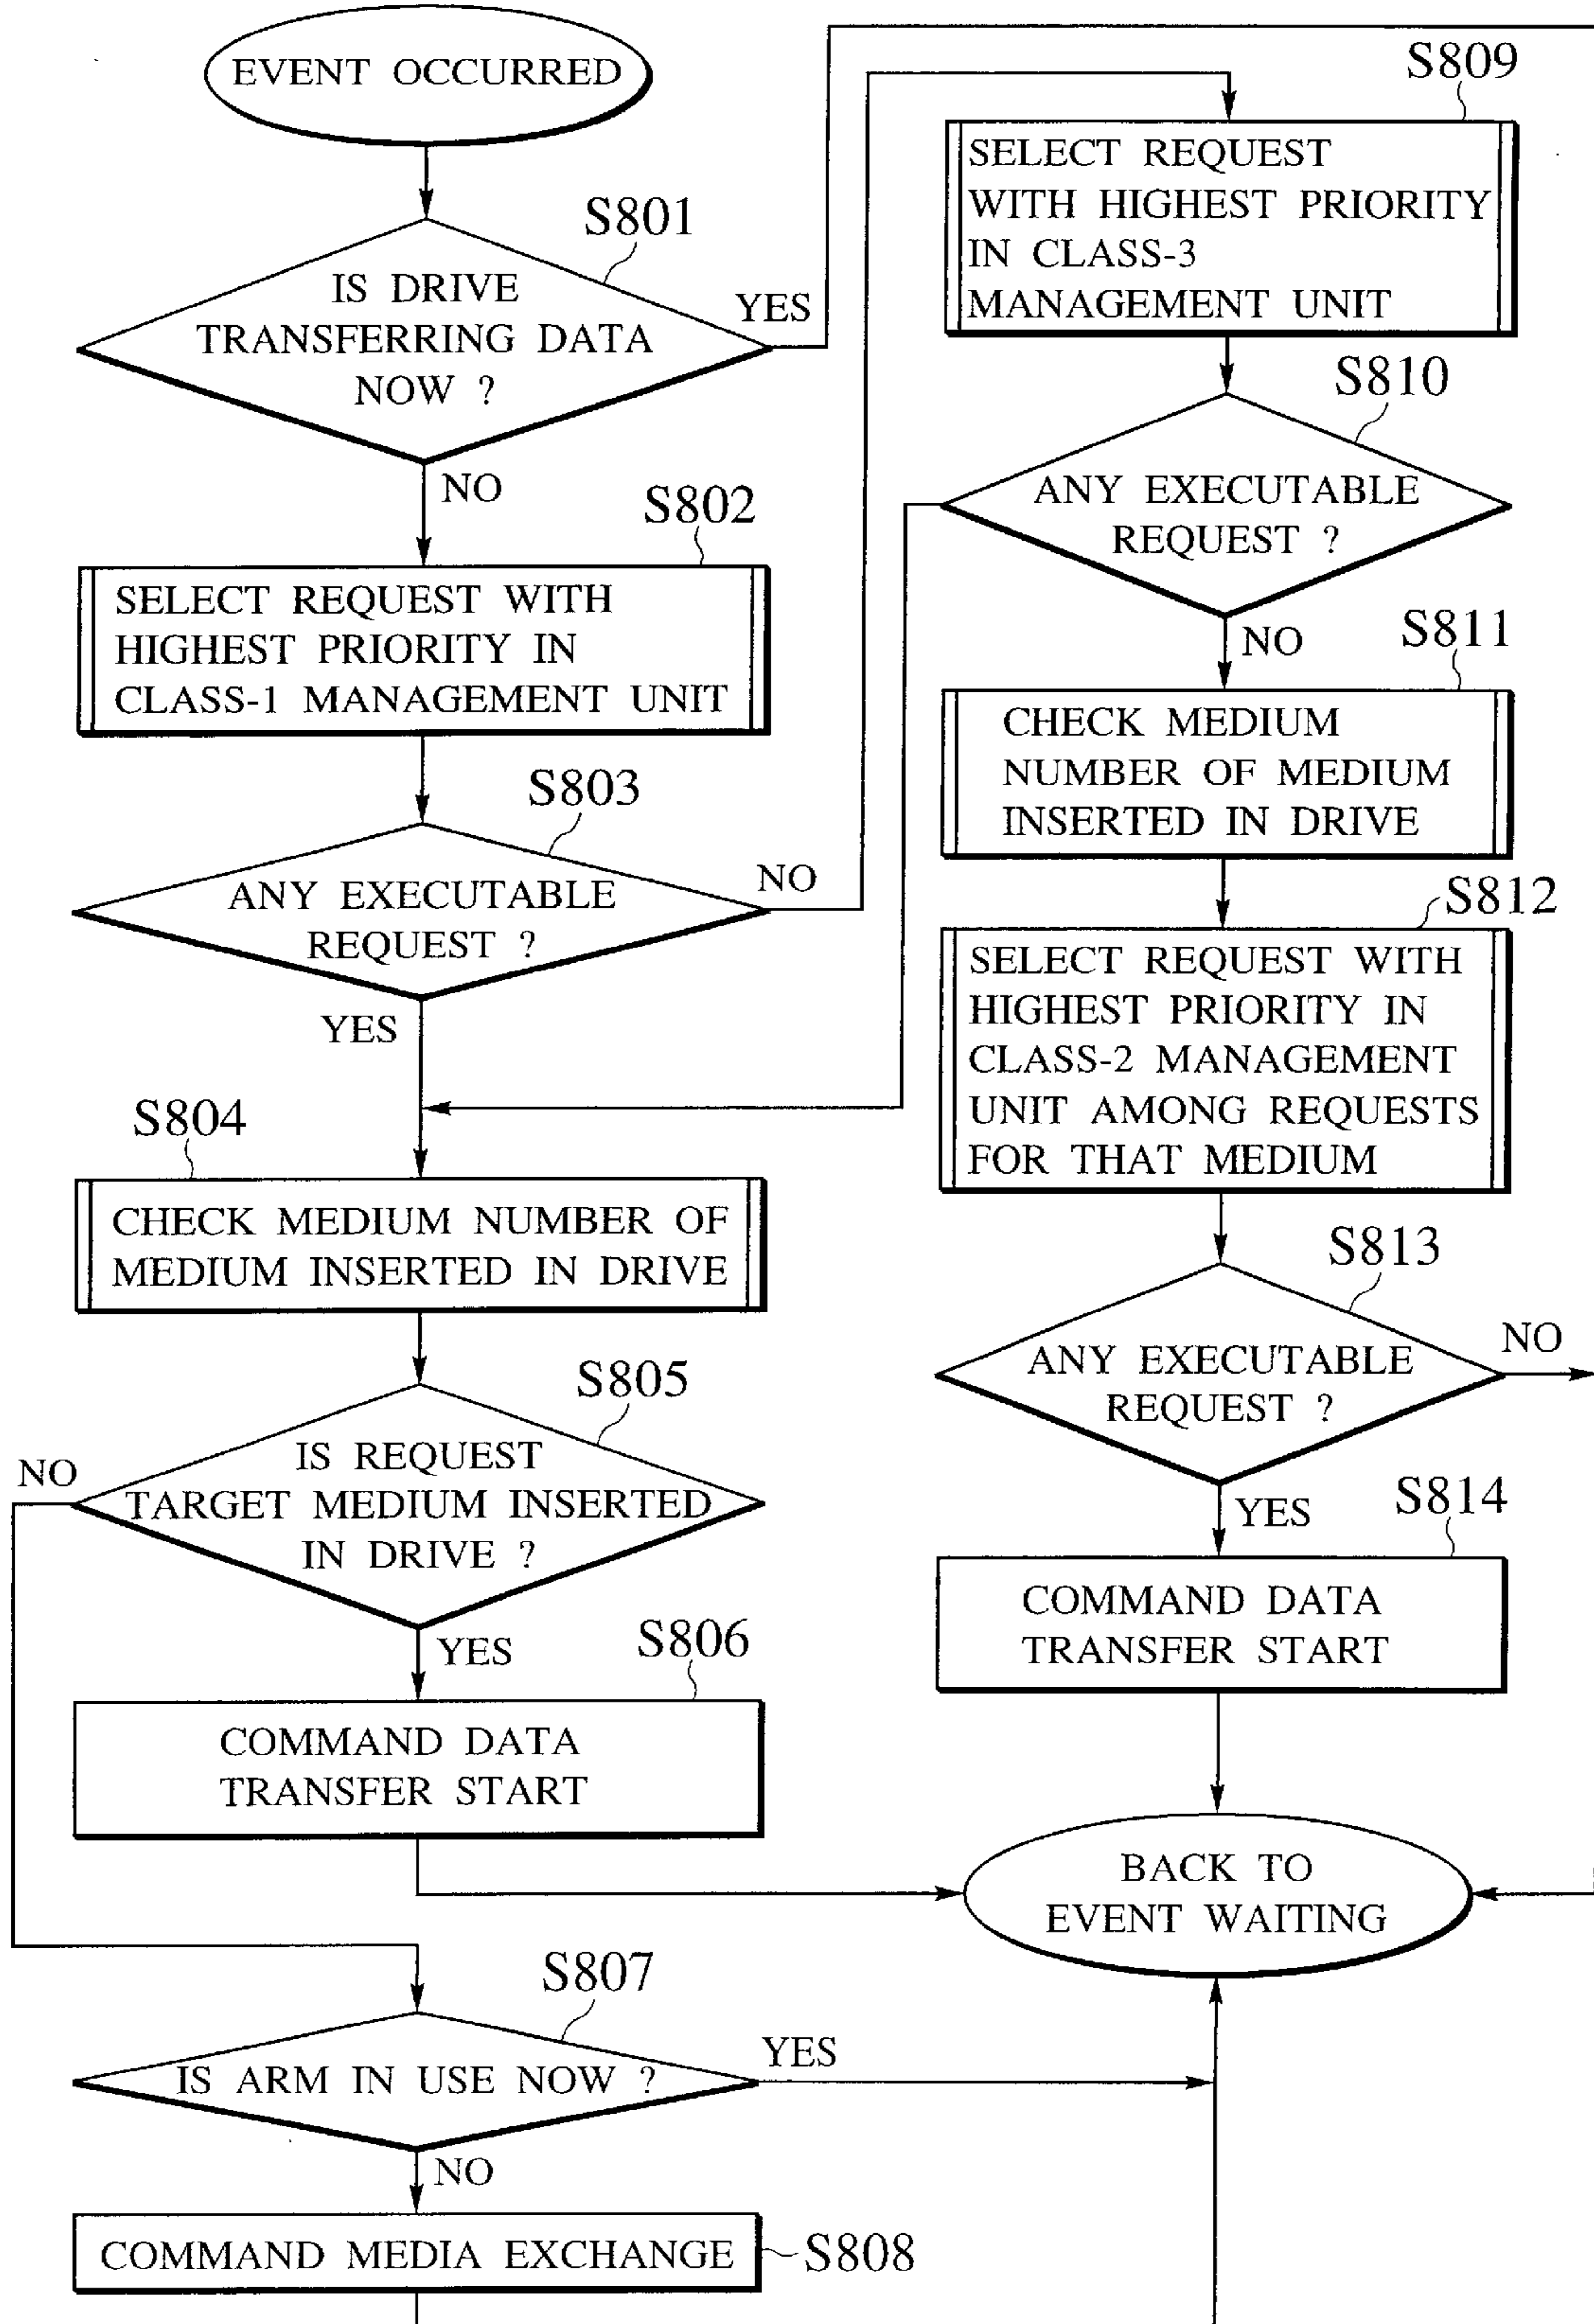 EVENT OCCURRED
S801
IS DRIVE
TRANSFERRING DATA
NOW ?
YES
NO
S802
SELECT REQUEST WITH
HIGHEST PRIORITY IN
CLASS-1 MANAGEMENT UNIT
S803
ANY EXECUTABLE
REQUEST ?
NO
YES
S804
CHECK MEDIUM NUMBER OF
MEDIUM INSERTED IN DRIVE
S805
IS REQUEST
TARGET MEDIUM INSERTED
IN DRIVE ?
NO
YES
S806
COMMAND DATA
TRANSFER START
S807
IS ARM IN USE NOW ?
YES
NO
COMMAND MEDIA EXCHANGE
S808
S809
SELECT REQUEST
WITH HIGHEST PRIORITY
IN CLASS-3
MANAGEMENT UNIT
S810
ANY EXECUTABLE
REQUEST ?
NO
S811
CHECK MEDIUM
NUMBER OF MEDIUM
INSERTED IN DRIVE
S812
SELECT REQUEST WITH
HIGHEST PRIORITY IN
CLASS-2 MANAGEMENT
UNIT AMONG REQUESTS
FOR THAT MEDIUM
S813
ANY EXECUTABLE
REQUEST ?
NO
YES
S814
COMMAND DATA
TRANSFER START
BACK TO
EVENT WAITING